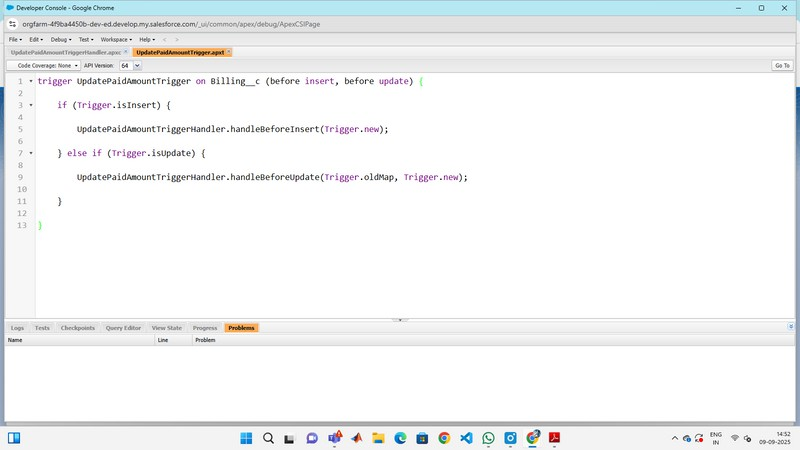 Developer Console - Google Chrome
orgfarm-4f9ba4450b-dev-ed.develop.my.salesforce.com/_ui/common/apex/debug/ApexCSIPage
File Edit Debug Test Workspace Help < >
UpdatePaidAmountTriggerHandler.apxc UpdatePaidAmountTrigger.apxt
Code Coverage: None API Version: 64 Go To
1 trigger UpdatePaidAmountTrigger on Billing__c (before insert, before update) {
2
3 if (Trigger.isInsert) {
4
5 UpdatePaidAmountTriggerHandler.handleBeforeInsert(Trigger.new);
6
7 } else if (Trigger.isUpdate) {
8
9 UpdatePaidAmountTriggerHandler.handleBeforeUpdate(Trigger.oldMap, Trigger.new);
10
11 }
12
13 }
Logs Tests Checkpoints Query Editor View State Progress Problems
Name Line Problem
ENG 14:52
IN 09-09-2025